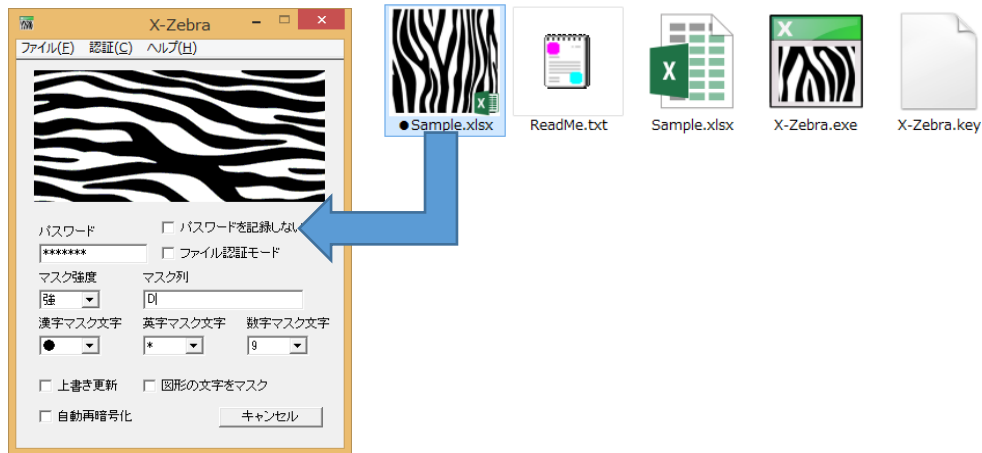 X-Zebra
ファイル(F) 認証(C) ヘルプ(H)
パスワード
*******
パスワードを記録しない
ファイル認証モード
マスク強度
強
マスク列
D
漢字マスク文字
●
英字マスク文字
*
数字マスク文字
9
上書き更新
図形の文字をマスク
自動再暗号化
キャンセル
●Sample.xlsx
ReadMe.txt
Sample.xlsx
X-Zebra.exe
X-Zebra.key